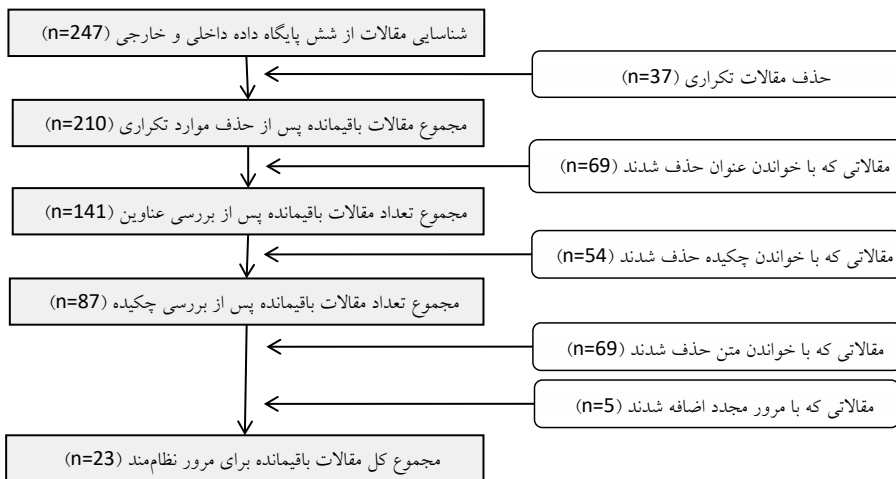 شناسایی مقالات از شش پایگاه داده داخلی و خارجی (n=247)
حذف مقالات تکراری (n=37)
مجموع مقالات باقیمانده پس از حذف موارد تکراری (n=210)
مقالاتی که با خواندن عنوان حذف شدند (n=69)
مجموع تعداد مقالات باقیمانده پس از بررسی عناوین (n=141)
مقالاتی که با خواندن چکیده حذف شدند (n=54)
مجموع تعداد مقالات باقیمانده پس از بررسی چکیده (n=87)
مقالاتی که با خواندن متن حذف شدند (n=69)
مقالاتی که با مرور مجدد اضافه شدند (n=5)
مجموع کل مقالات باقیمانده برای مرور نظام‌مند (n=23)